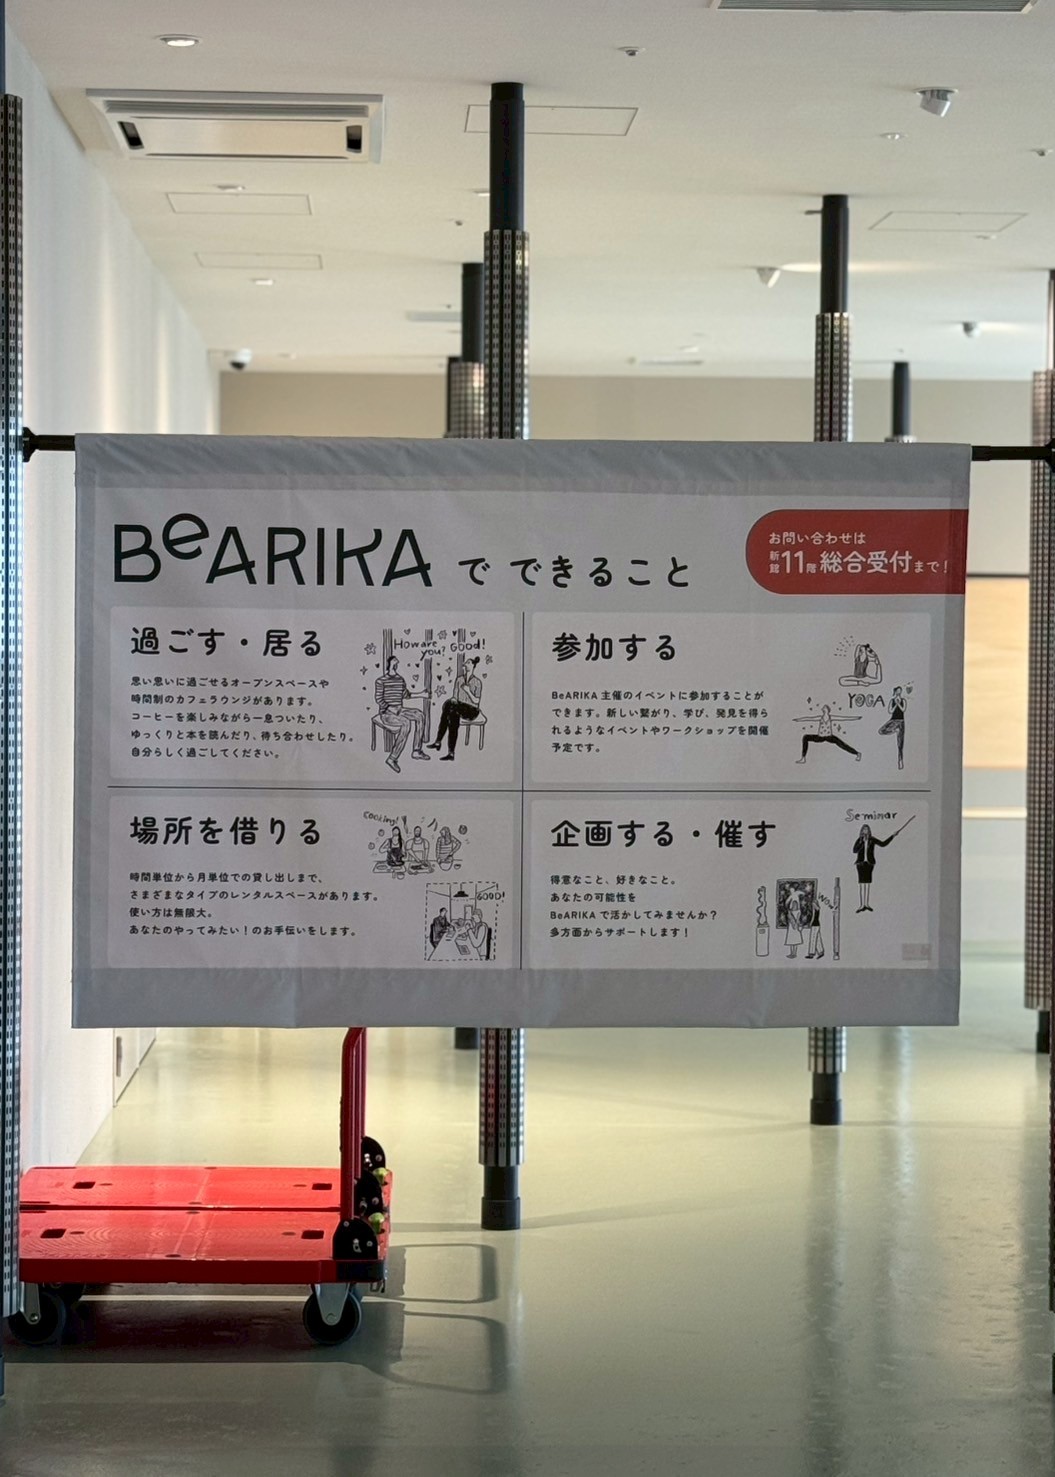 BeARIKA で できること
お問い合わせは
新館11階総合受付まで!
過ごす・居る
思い思いに過ごせるオープンスペースや
時間制のカフェラウンジがあります。
コーヒーを楽しみながら一息ついたり、
ゆっくりと本を読んだり、待ち合わせしたり。
自分らしく過ごしてください。
How are
you?
Good!
参加する
BeARIKA 主催のイベントに参加することが
できます。新しい繋がり、学び、発見を得ら
れるようなイベントやワークショップを開催
予定です。
YOGA
場所を借りる
時間単位から月単位での貸し出しまで、
さまざまなタイプのレンタルスペースがあります。
使い方は無限大。
あなたのやってみたい!のお手伝いをします。
Cooking!
GOOD!
企画する・催す
得意なこと、好きなこと。
あなたの可能性を
BeARIKA で活かしてみませんか?
多方面からサポートします!
Seminar